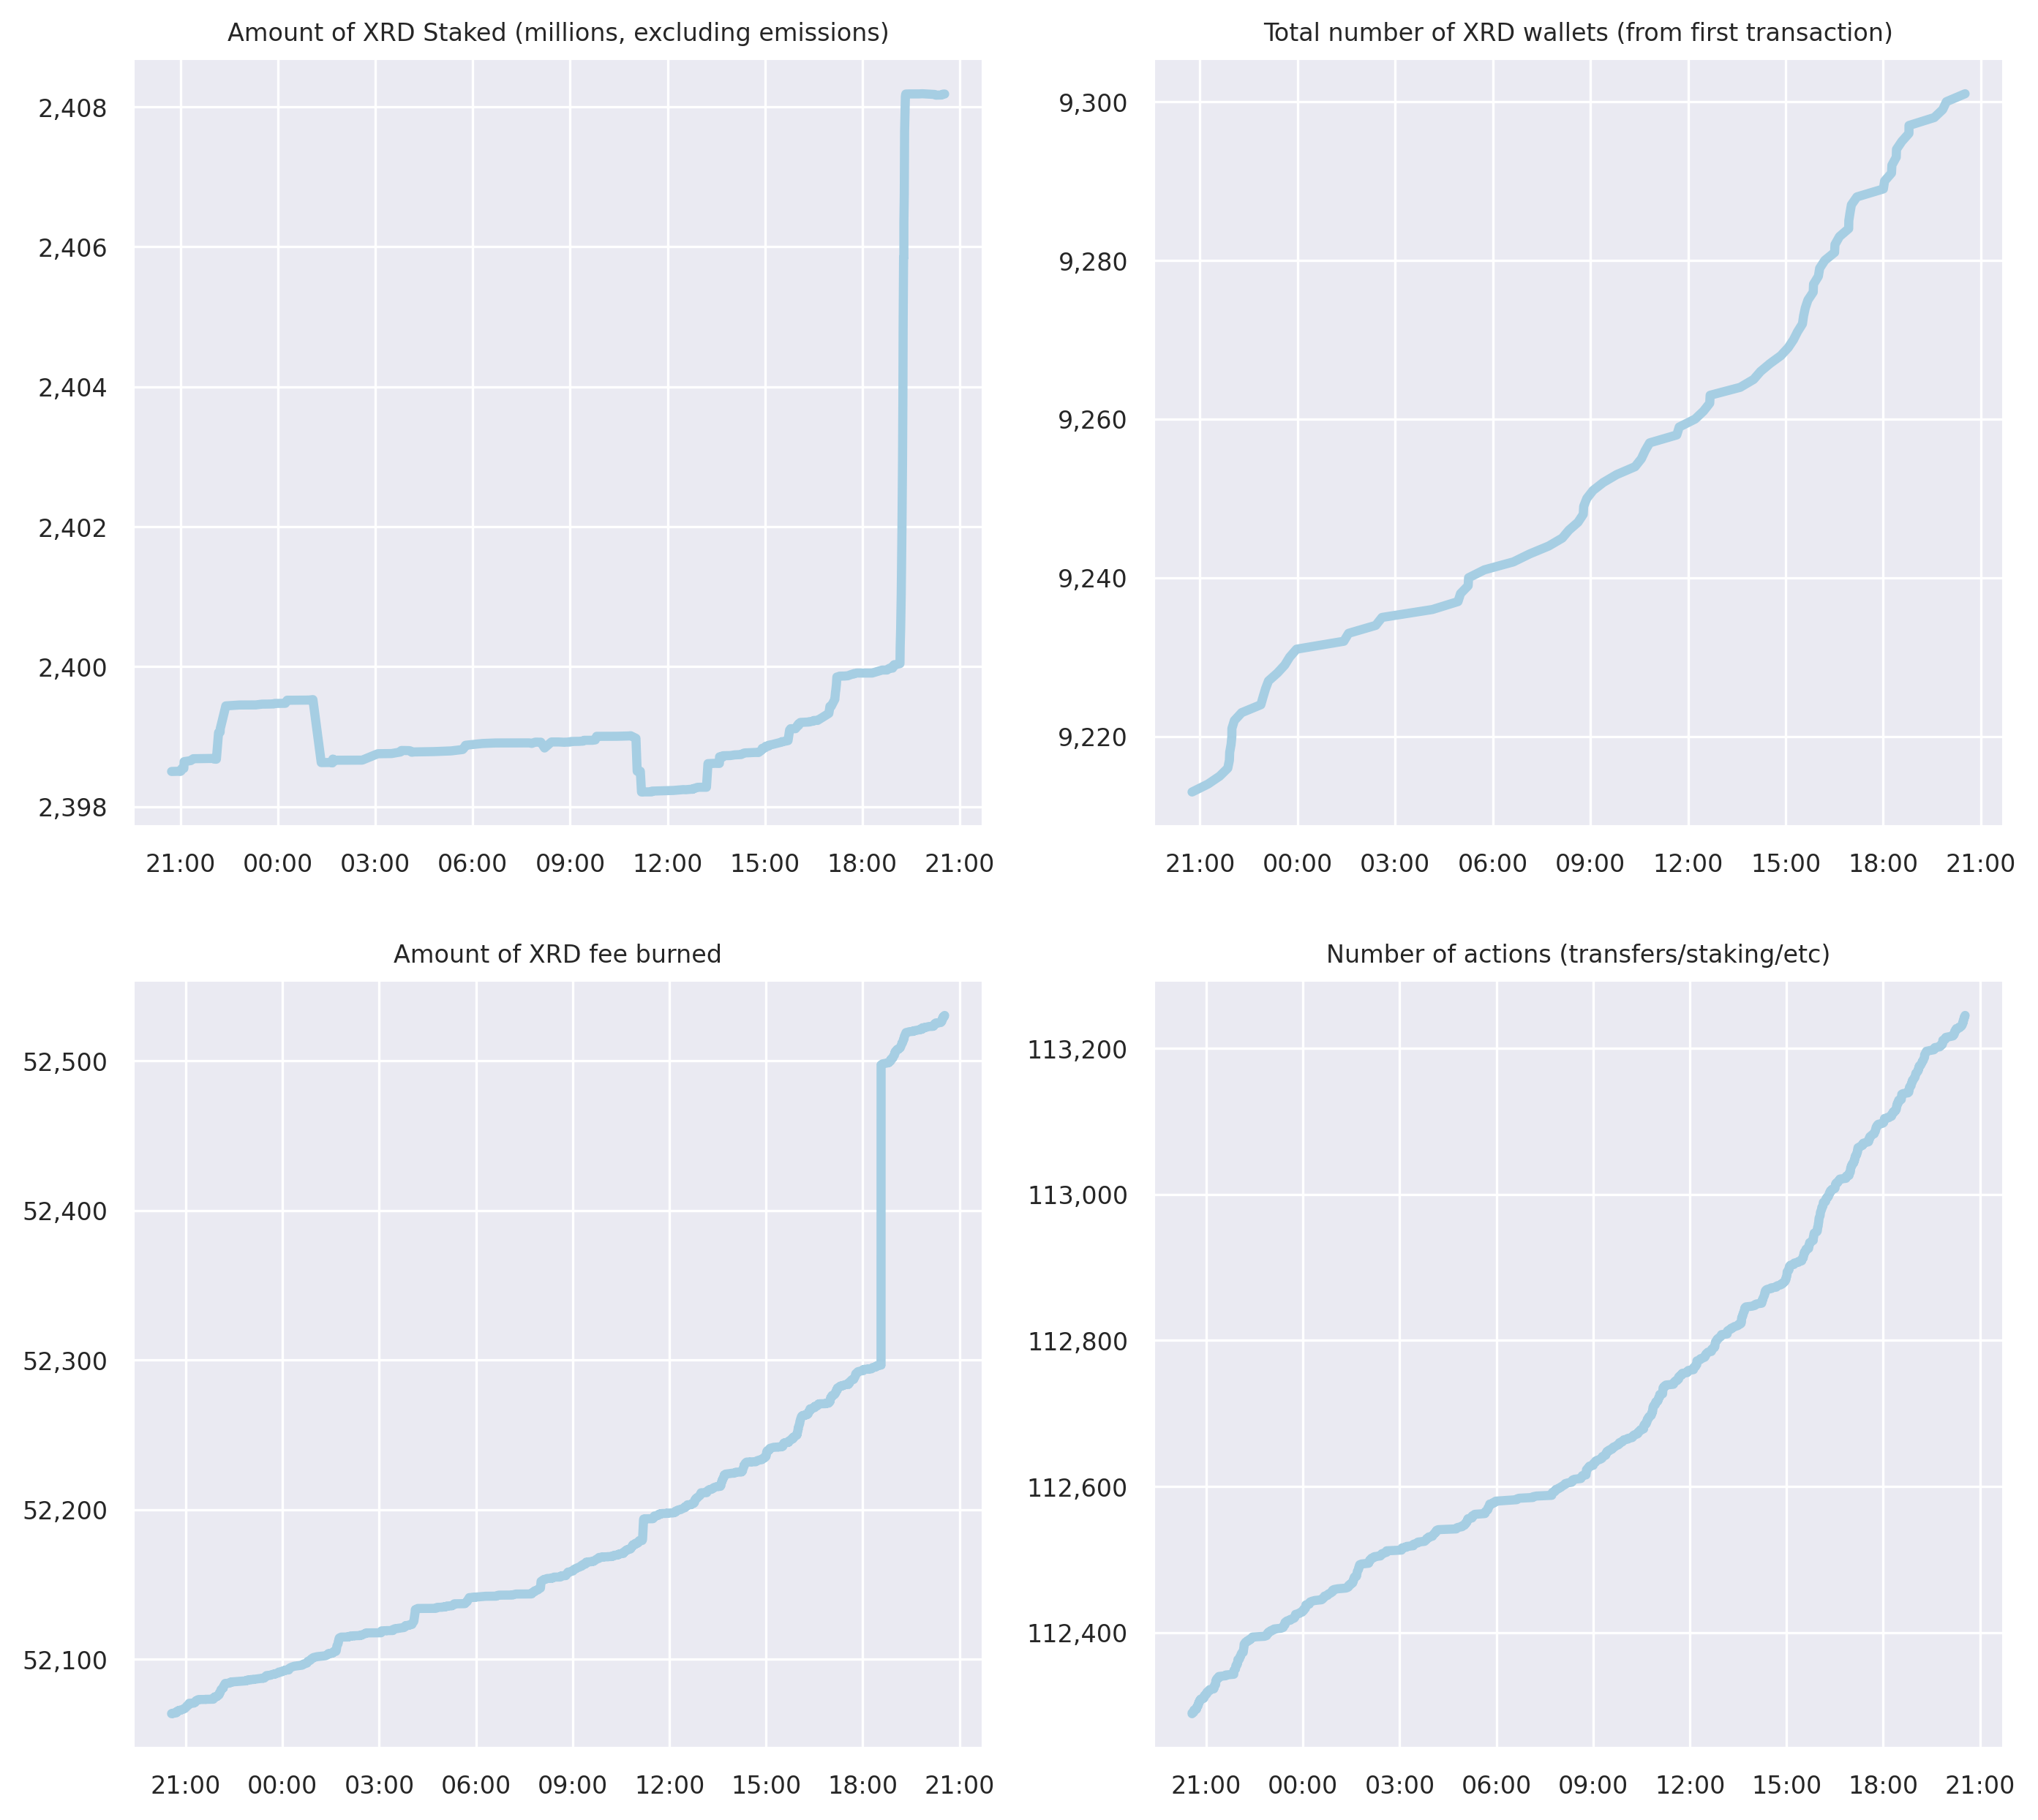 Amount of XRD Staked (millions, excluding emissions)
2,408
2,406
2,404
2,402
2,400
2,398
21:00 00:00 03:00 06:00 09:00 12:00 15:00 18:00 21:00
Total number of XRD wallets (from first transaction)
9,300
9,280
9,260
9,240
9,220
21:00 00:00 03:00 06:00 09:00 12:00 15:00 18:00 21:00
Amount of XRD fee burned
52,500
52,400
52,300
52,200
52,100
21:00 00:00 03:00 06:00 09:00 12:00 15:00 18:00 21:00
Number of actions (transfers/staking/etc)
113,200
113,000
112,800
112,600
112,400
21:00 00:00 03:00 06:00 09:00 12:00 15:00 18:00 21:00